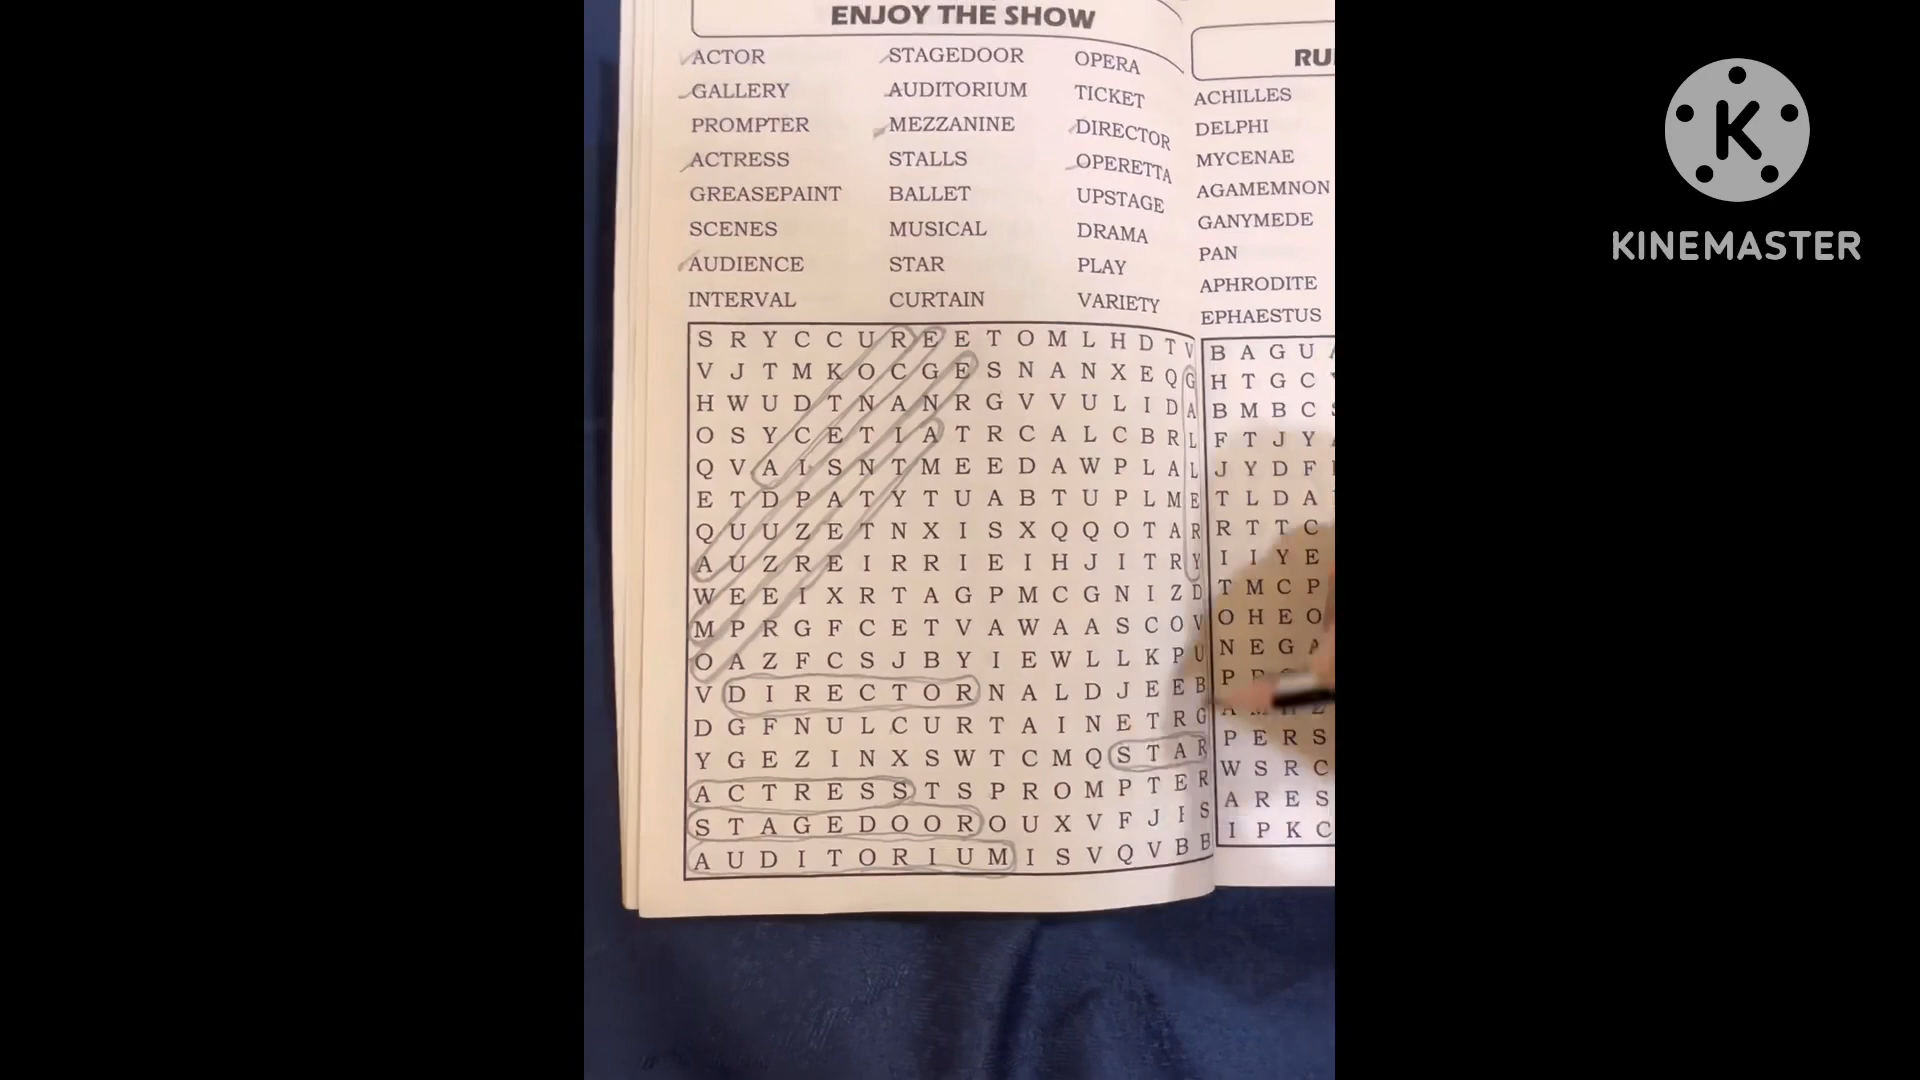 ENJOY THE SHOW
ACTOR STAGEDOOR OPERA
GALLERY AUDITORIUM TICKET
PROMPTER MEZZANINE DIRECTOR
ACTRESS STALLS OPERETTA
GREASEPAINT BALLET UPSTAGE
SCENES MUSICAL DRAMA
AUDIENCE STAR PLAY
INTERVAL CURTAIN VARIETY
S R Y C C U R E E T O M L H D T V
V J T M K O C G E S N A N X E Q G
H W U D T N A N R G V V U L I D A
O S Y C E T I A T R C A L C B R L
Q V A I S N T M E E D A W P L A L
E T D P A T Y T U A B T U P L M E
Q U U Z E T N X I S X Q Q O T A R
A U Z R E I R R I E I H J I T R Y
W E E I X R T A G P M C G N I Z D
M P R G F C E T V A W A A S C O V
O A Z F C S J B Y I E W L L K P U
V D I R E C T O R N A L D J E E B
D G F N U L C U R T A I N E T R G
Y G E Z I N X S W T C M Q S T A R
A C T R E S S T S P R O M P T E R
S T A G E D O O R O U X V F J I S
A U D I T O R I U M I S V Q V B B
RU
ACHILLES
DELPHI
MYCENAE
AGAMEMNON
GANYMEDE
PAN
APHRODITE
EPHAESTUS
B A G U
H T G C
B M B C
F T J Y
J Y D F
T L D A
R T T C
I I Y E
T M C P
O H E O
N E G A
P
P E R S
W S R C
A R E S
I P K C
K
KINEMASTER